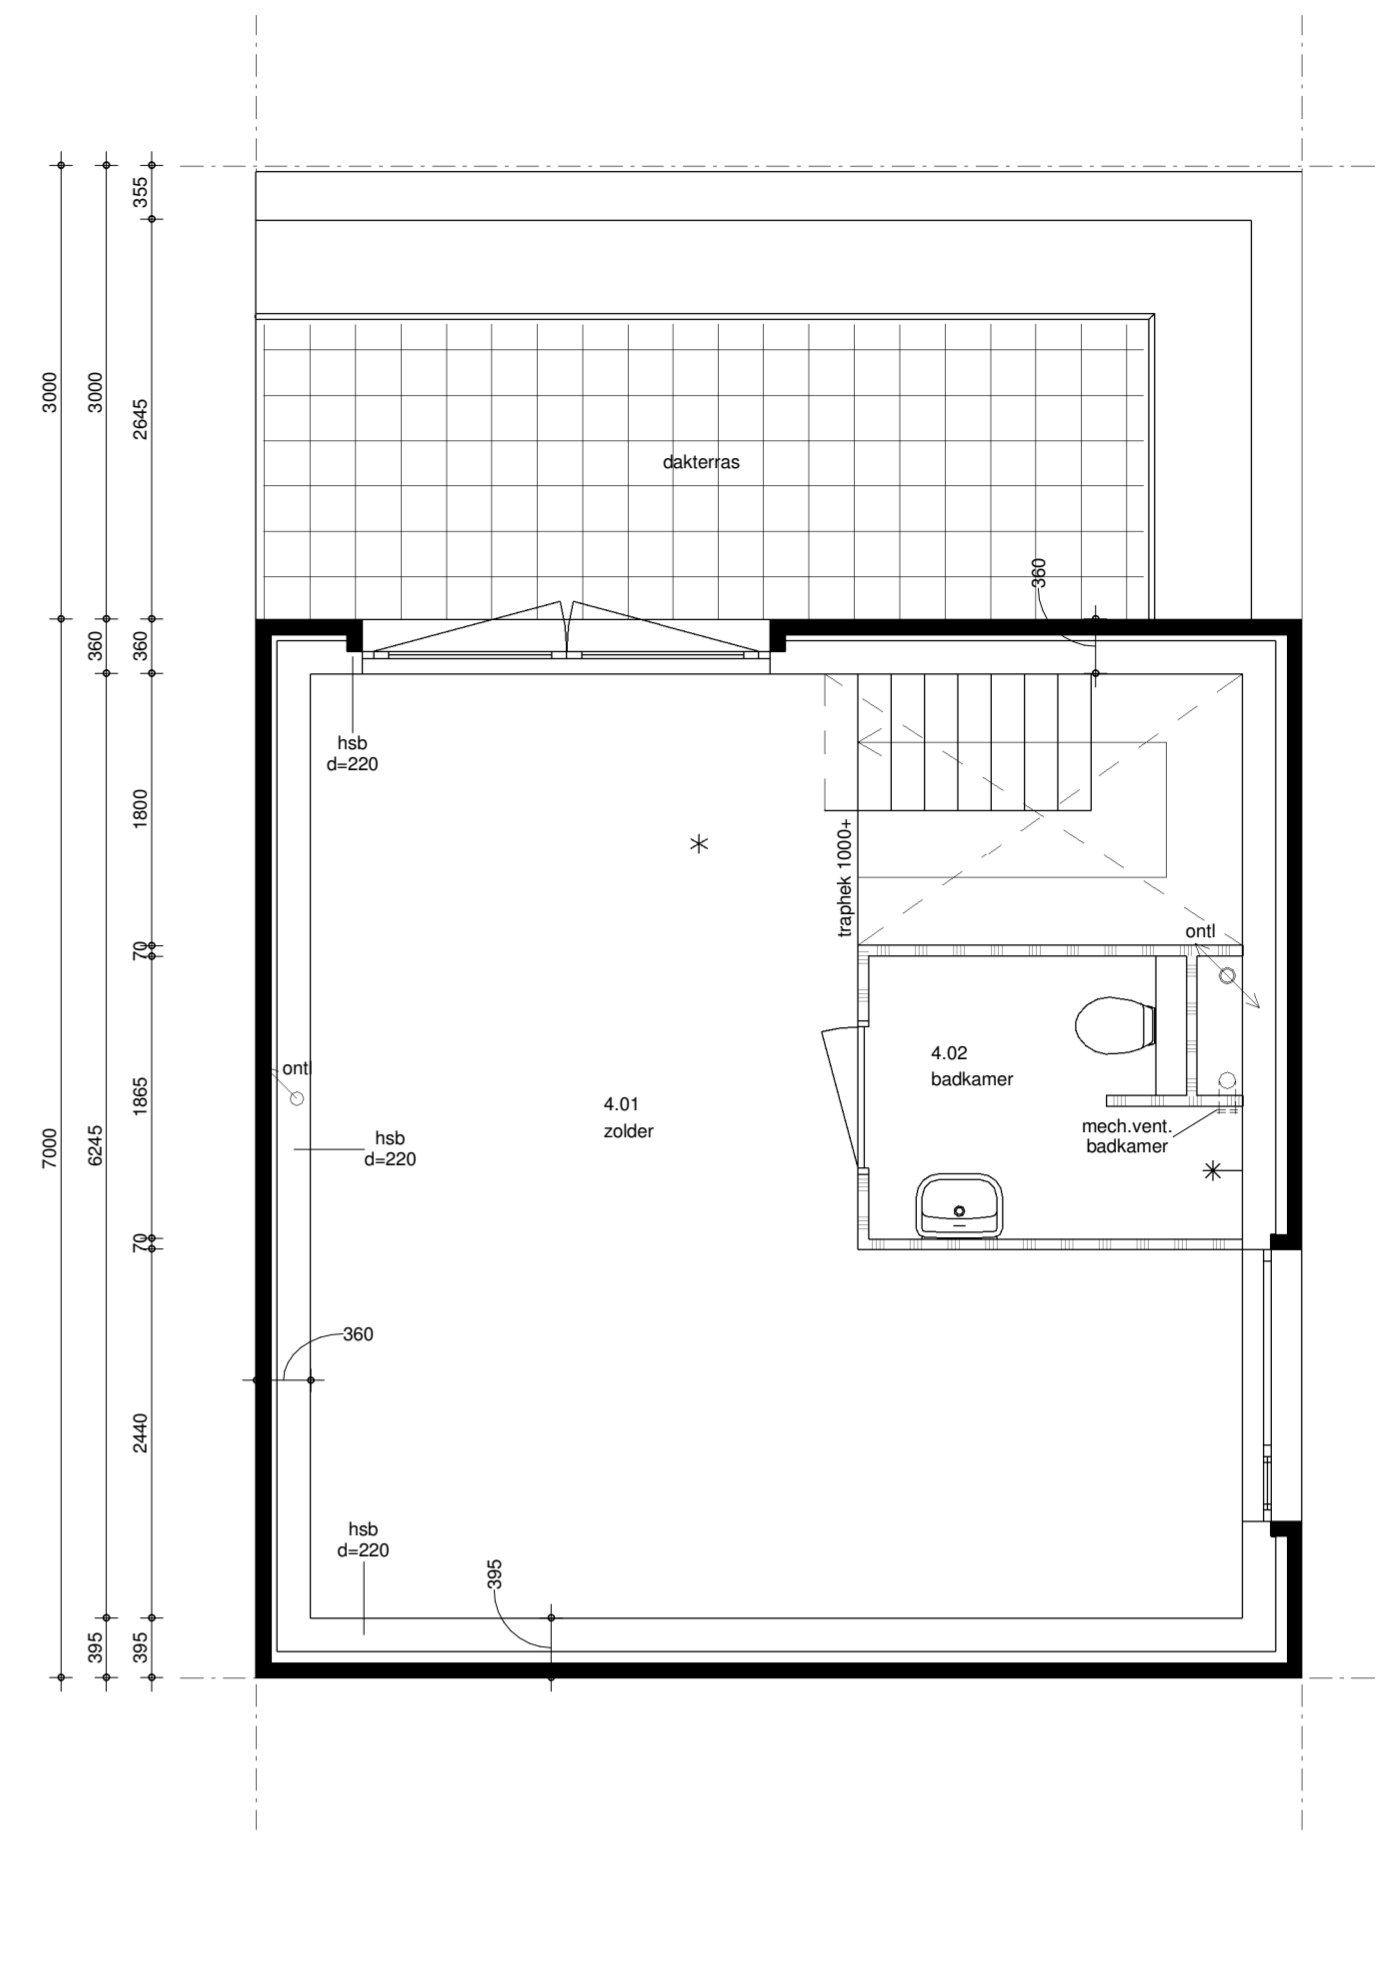 355
3000
3000
2645
dakterras
360
360
360
hsb
d=220
1800
traphek 1000+
70
ontl
4.02
badkamer
ontl
1865
4.01
zolder
mech.vent.
badkamer
hsb
d=220
7000
6245
70
360
2440
hsb
d=220
395
395
395